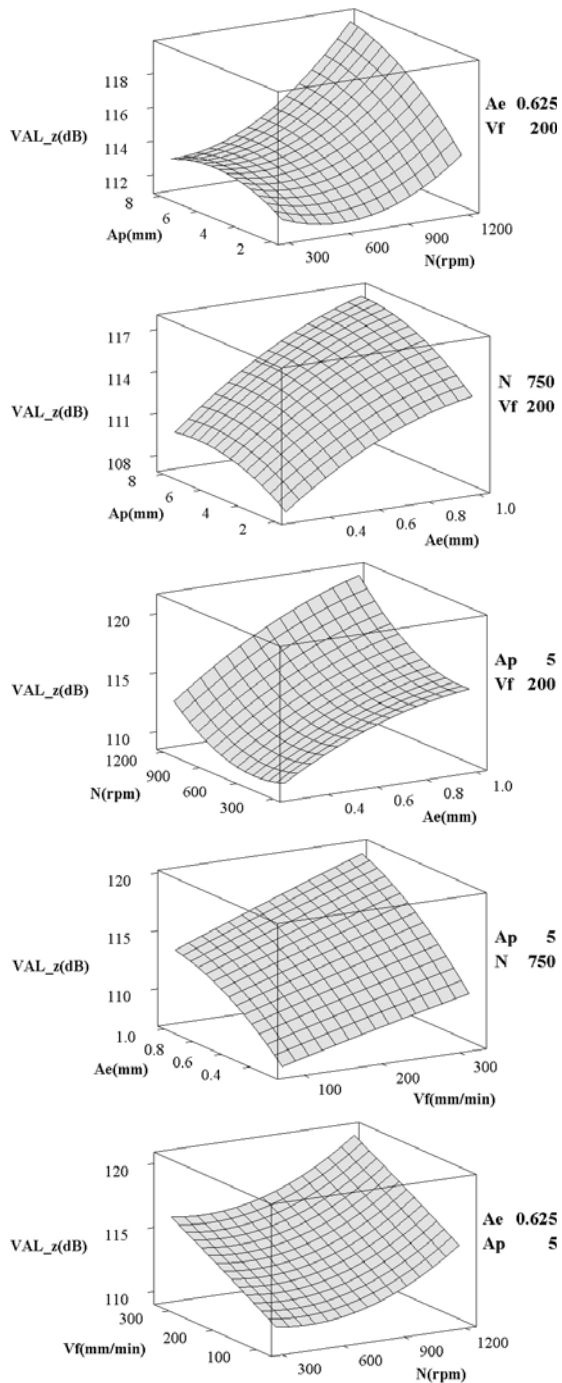 118
116
Ae 0.625
VAL_z(dB)
114
Vf 200
112
8
6
4
2
Ap(mm)
300
600
900
1200
N(rpm)
117
114
N 750
VAL_z(dB)
111
Vf 200
108
8
6
4
2
Ap(mm)
0.4
0.6
0.8
1.0
Ae(mm)
120
115
Ap 5
VAL_z(dB)
Vf 200
110
1200
900
600
300
N(rpm)
0.4
0.6
0.8
1.0
Ae(mm)
120
115
Ap 5
VAL_z(dB)
N 750
110
1.0
0.8
0.6
0.4
Ae(mm)
100
200
300
Vf(mm/min)
120
115
Ae 0.625
VAL_z(dB)
Ap 5
110
300
200
100
Vf(mm/min)
300
600
900
1200
N(rpm)